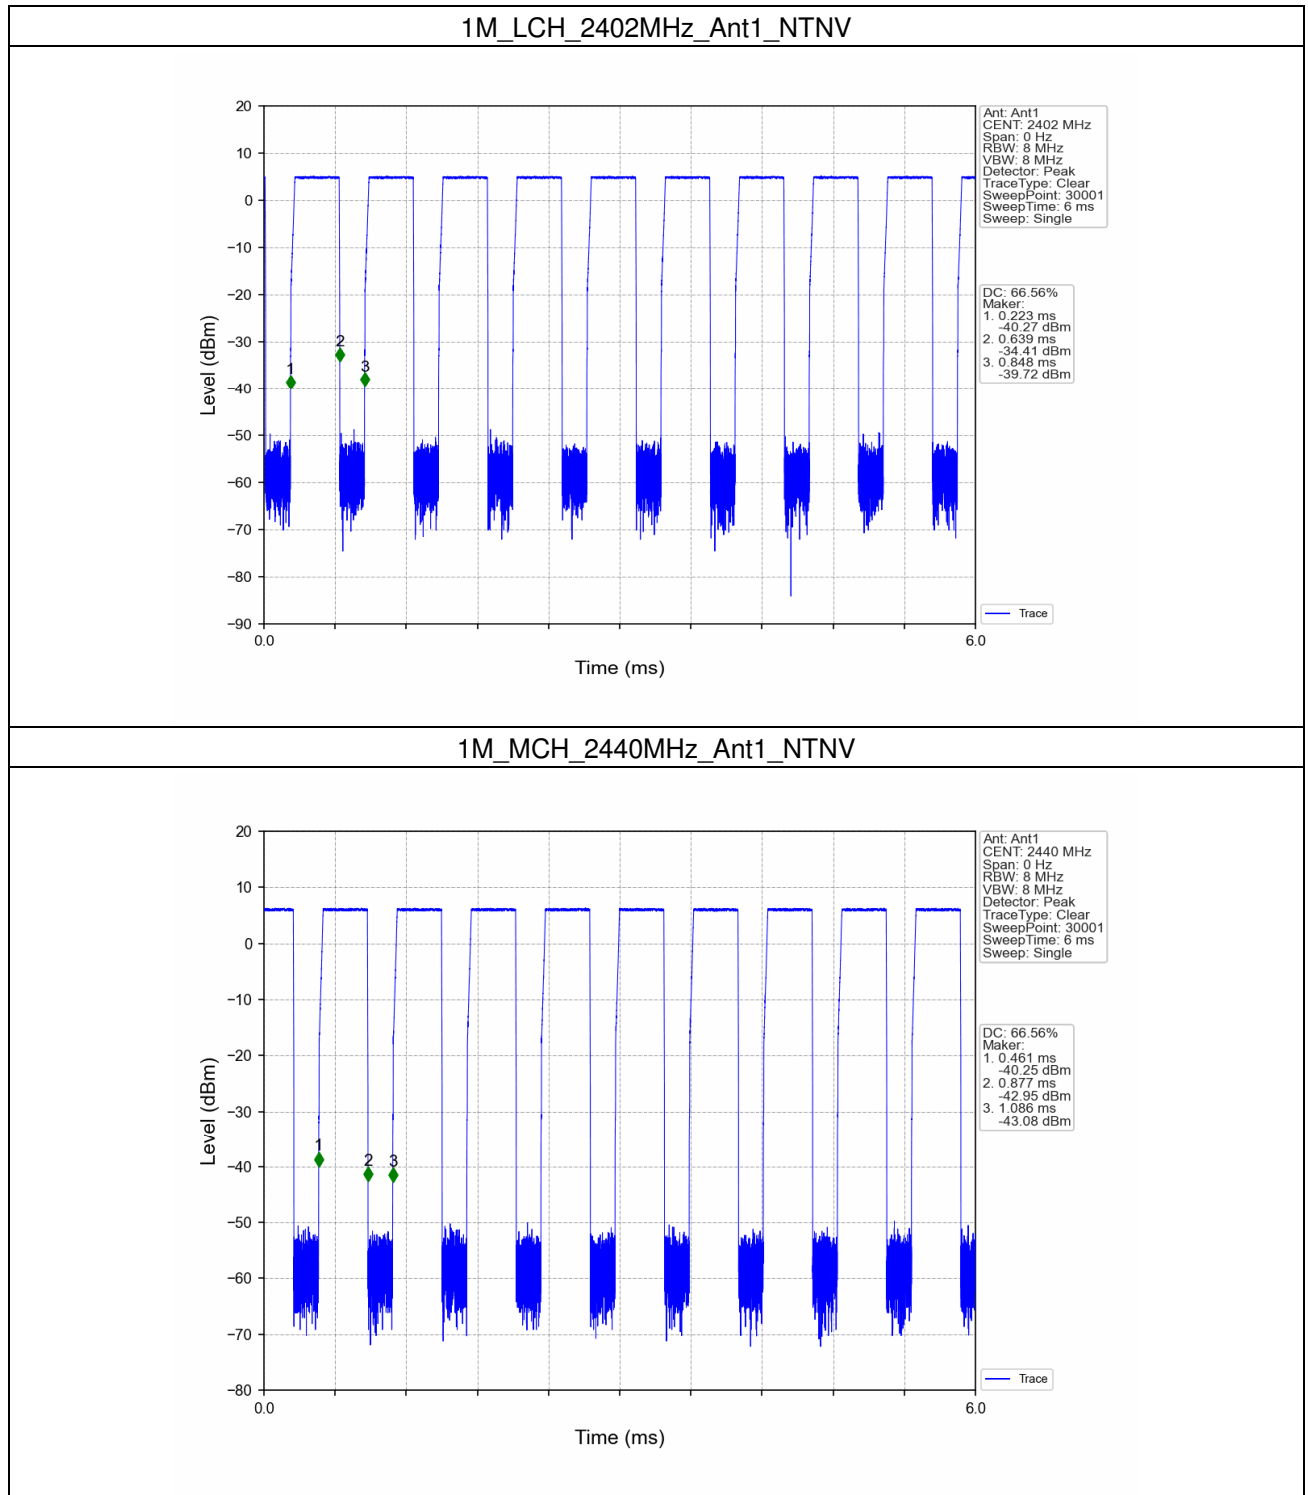 1M_LCH_2402MHz_Ant1_NTNV
20
10
0
−10
−20
−30
−40
−50
−60
−70
−80
−90
Level (dBm)
1
2
3
0.0
6.0
Time (ms)
Ant: Ant1
CENT: 2402 MHz
Span: 0 Hz
RBW: 8 MHz
VBW: 8 MHz
Detector: Peak
TraceType: Clear
SweepPoint: 30001
SweepTime: 6 ms
Sweep: Single
DC: 66.56%
Maker:
1. 0.223 ms
-40.27 dBm
2. 0.639 ms
-34.41 dBm
3. 0.848 ms
-39.72 dBm
Trace
1M_MCH_2440MHz_Ant1_NTNV
20
10
0
−10
−20
−30
−40
−50
−60
−70
−80
Level (dBm)
1
2
3
0.0
6.0
Time (ms)
Ant: Ant1
CENT: 2440 MHz
Span: 0 Hz
RBW: 8 MHz
VBW: 8 MHz
Detector: Peak
TraceType: Clear
SweepPoint: 30001
SweepTime: 6 ms
Sweep: Single
DC: 66.56%
Maker:
1. 0.461 ms
-40.25 dBm
2. 0.877 ms
-42.95 dBm
3. 1.086 ms
-43.08 dBm
Trace